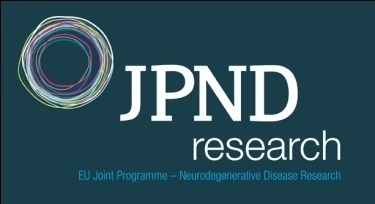 JPND
research
EU Joint Programme – Neurodegenerative Disease Research